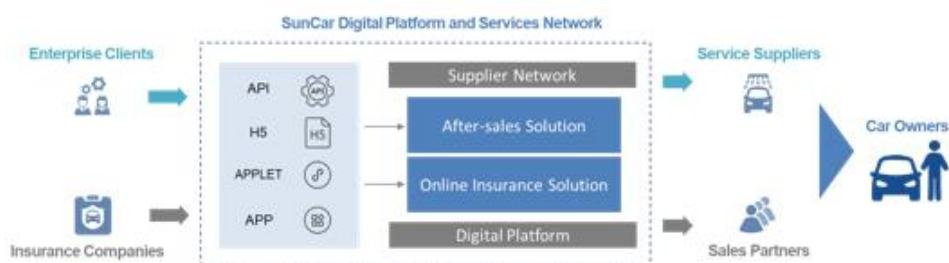 SunCar Digital Platform and Services Network
Enterprise Clients
Insurance Companies
API
API
H5
H5
APPLET
APP
Supplier Network
After-sales Solution
Online Insurance Solution
Digital Platform
Service Suppliers
Sales Partners
Car Owners